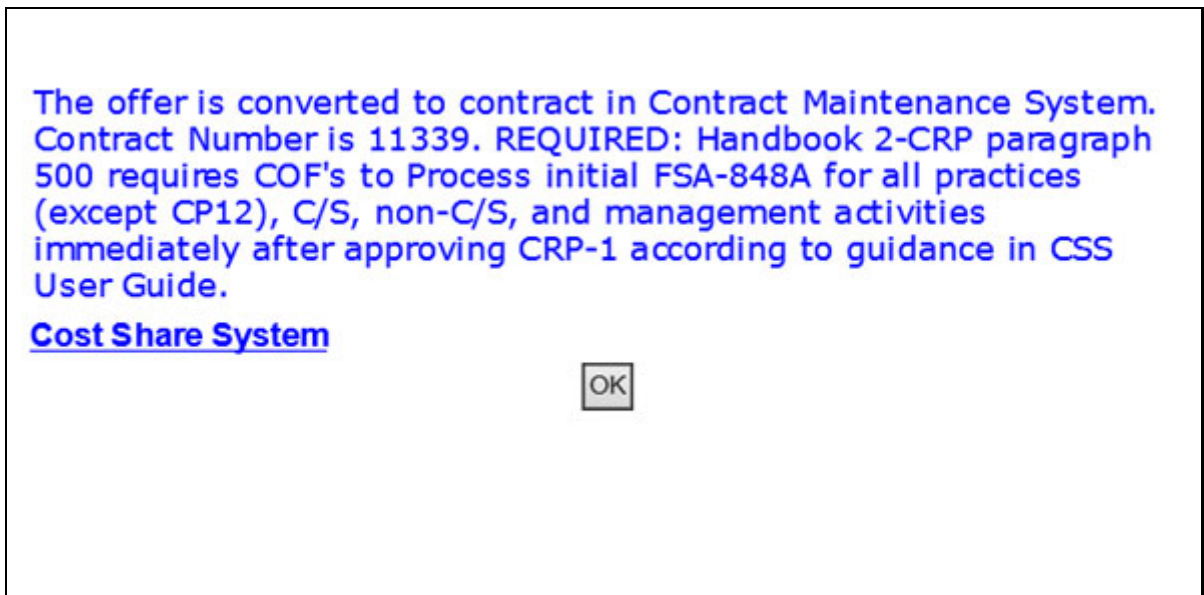 The offer is converted to contract in Contract Maintenance System.
Contract Number is 11339. REQUIRED: Handbook 2-CRP paragraph
500 requires COF's to Process initial FSA-848A for all practices
(except CP12), C/S, non-C/S, and management activities
immediately after approving CRP-1 according to guidance in CSS
User Guide.
Cost Share System
OK